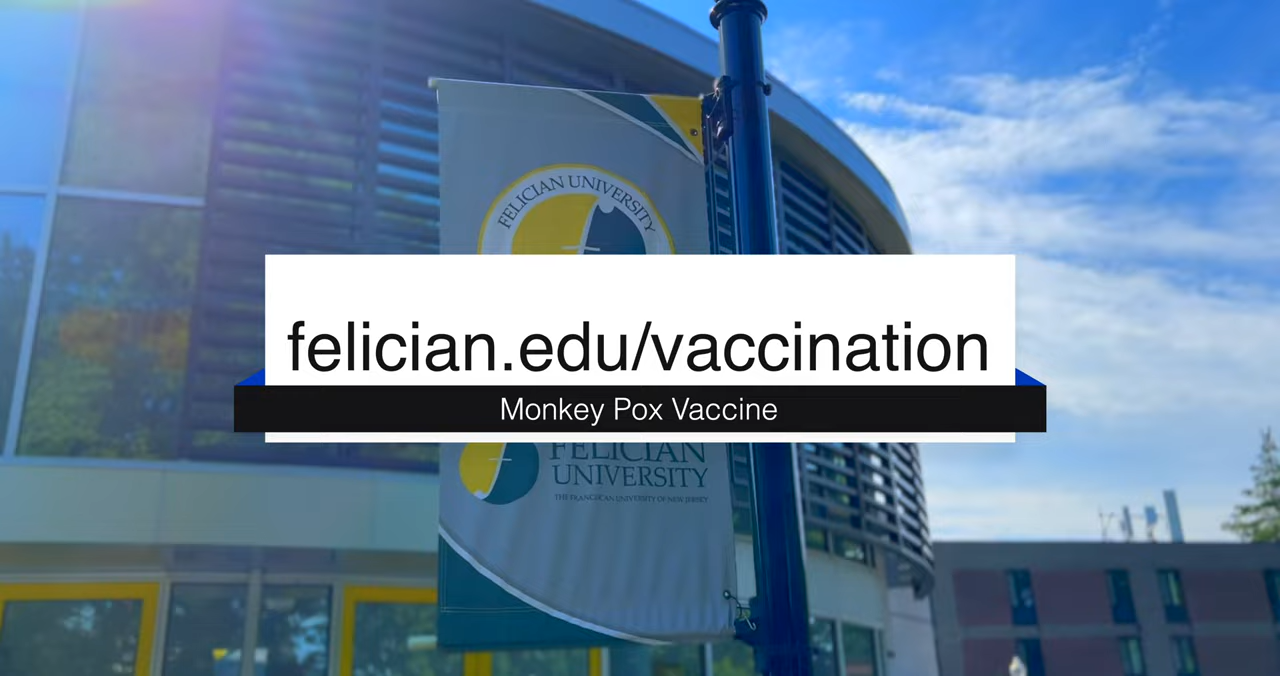 FELICIAN UNIVERSITY
felician.edu/vaccination
Monkey Pox Vaccine
FELICIAN
UNIVERSITY
THE FRANCISCAN UNIVERSITY OF NEW JERSEY